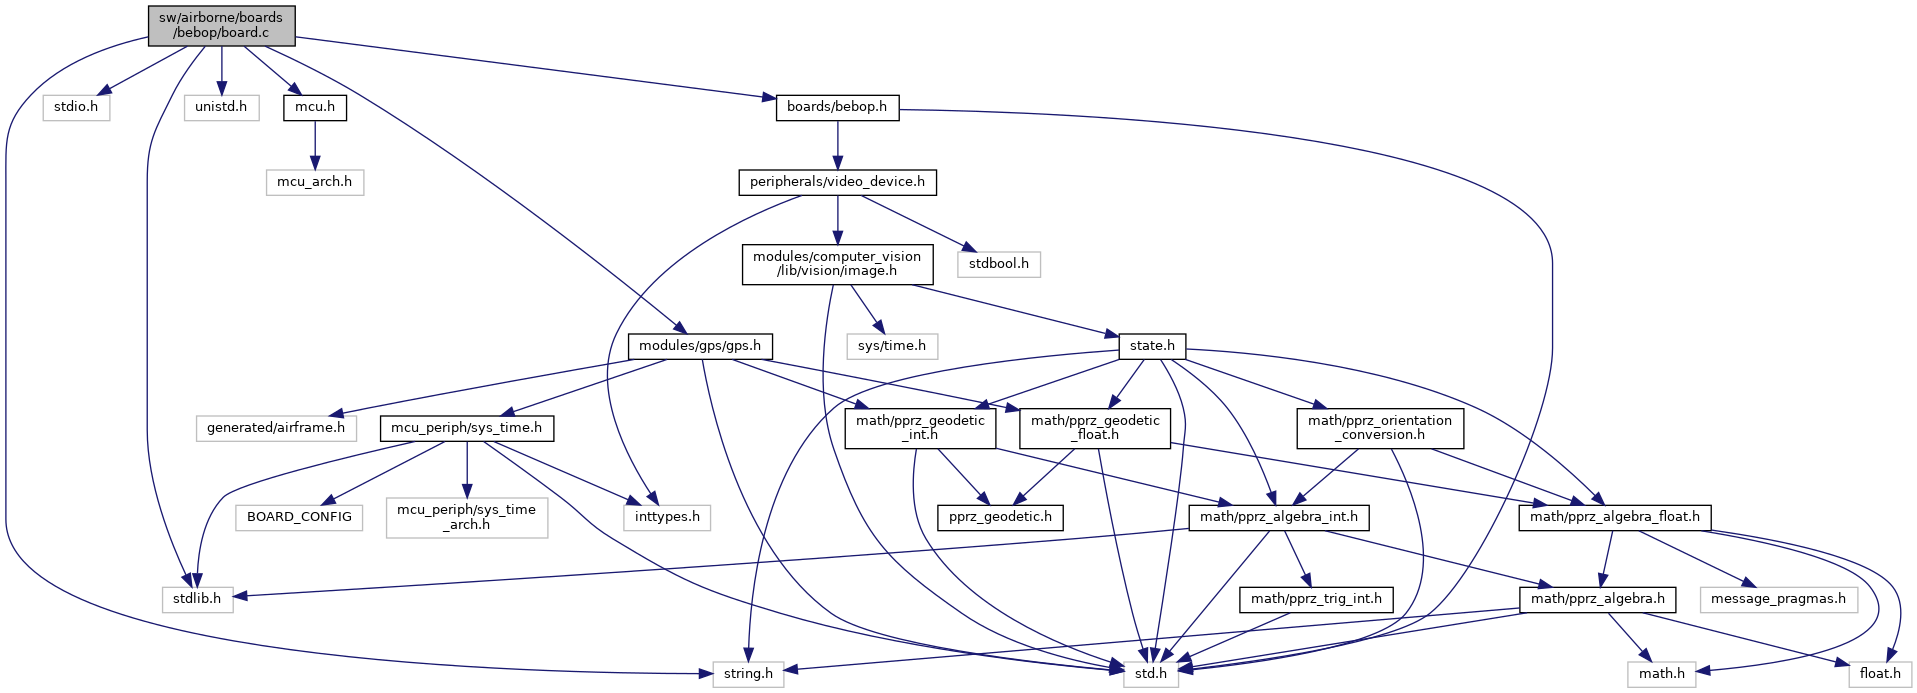 sw/airborne/boards
/bebop/board.c
stdio.h
unistd.h
mcu.h
boards/bebop.h
mcu_arch.h
peripherals/video_device.h
modules/computer_vision
/lib/vision/image.h
stdbool.h
modules/gps/gps.h
sys/time.h
state.h
generated/airframe.h
mcu_periph/sys_time.h
math/pprz_geodetic
_int.h
math/pprz_geodetic
_float.h
math/pprz_orientation
_conversion.h
BOARD_CONFIG
mcu_periph/sys_time
_arch.h
inttypes.h
pprz_geodetic.h
math/pprz_algebra_int.h
math/pprz_algebra_float.h
stdlib.h
math/pprz_trig_int.h
math/pprz_algebra.h
message_pragmas.h
string.h
std.h
math.h
float.h